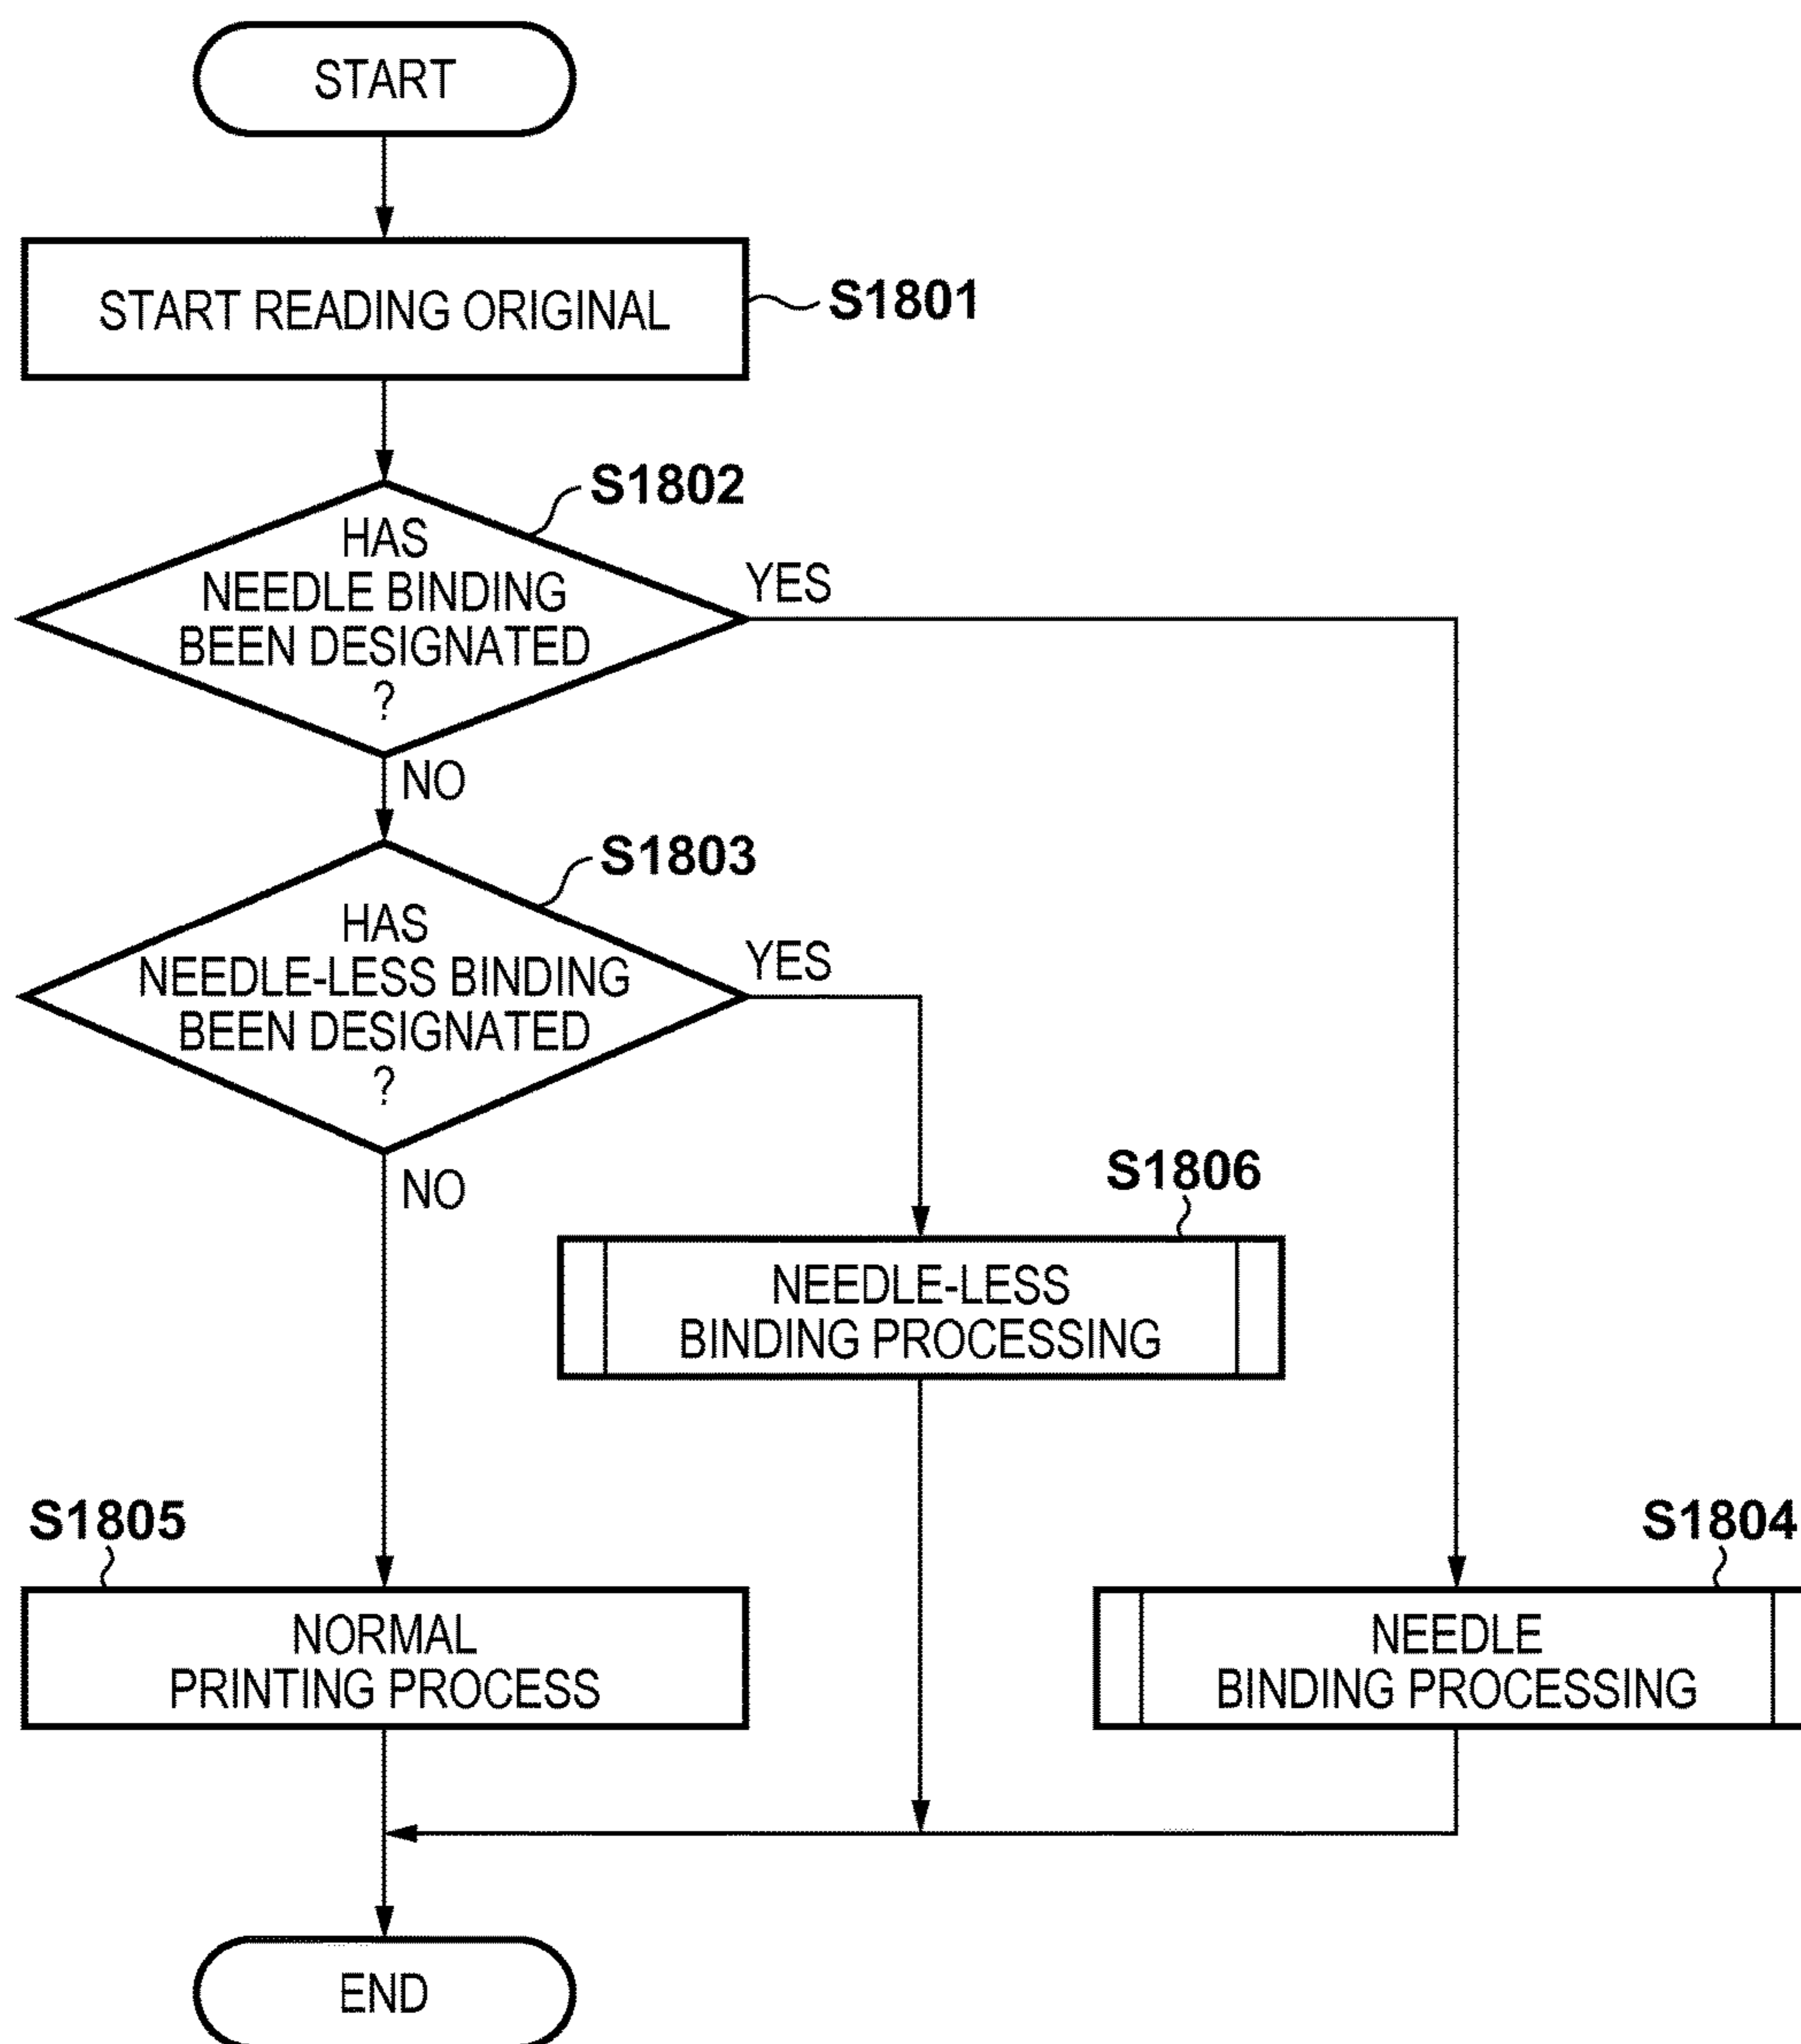 START
START READING ORIGINAL
S1801
S1802
HAS
NEEDLE BINDING
BEEN DESIGNATED
?
YES
NO
S1803
HAS
NEEDLE-LESS BINDING
BEEN DESIGNATED
?
YES
NO
S1806
NEEDLE-LESS
BINDING PROCESSING
S1805
NORMAL
PRINTING PROCESS
S1804
NEEDLE
BINDING PROCESSING
END